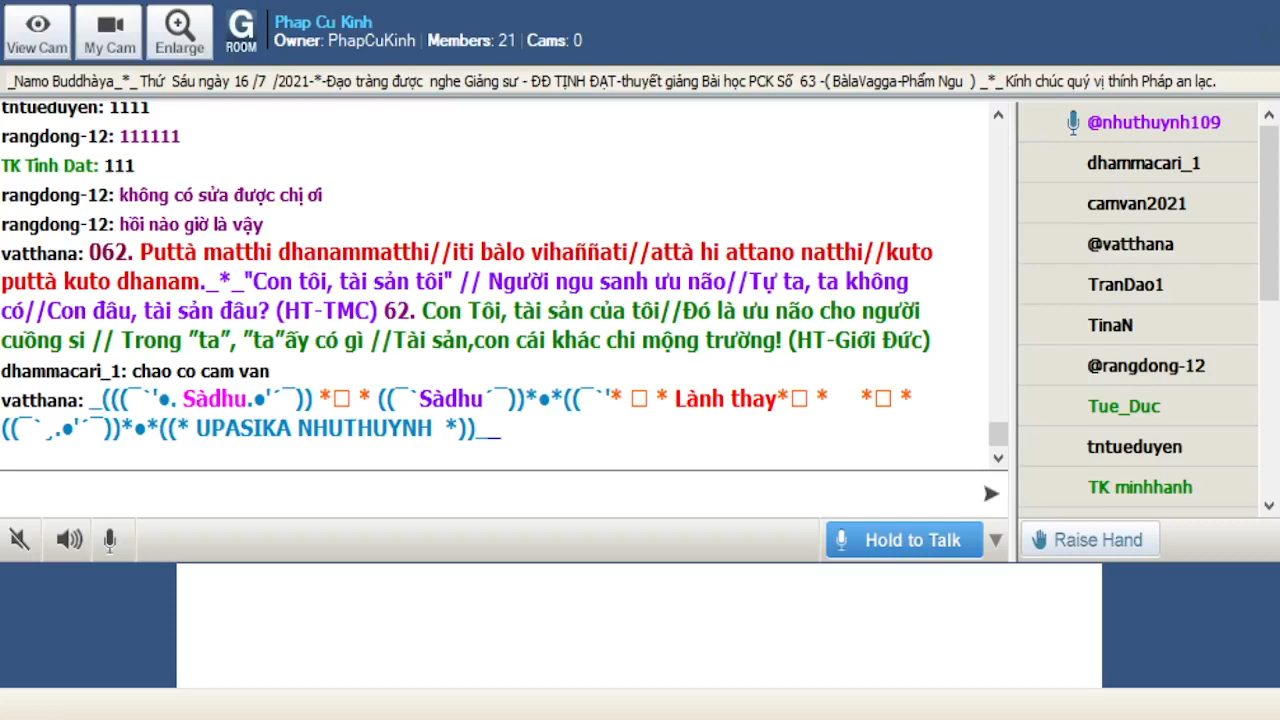 View Cam
My Cam
Enlarge
G
ROOM
Phap Cu Kinh
Owner: PhapCuKinh | Members: 21 | Cams: 0
_Namo Buddhàya_*_ Thứ Sáu ngày 16 /7 /2021-*-Đạo tràng được nghe Giảng sư - ĐĐ TỊNH ĐẠT-thuyết giảng Bài học PCK Số 63 -( BàlaVagga-Phẩm Ngu ) _*_ Kính chúc quý vị thính Pháp an lạc.
tntueduyen: 1111
rangdong-12: 111111
TK Tinh Dat: 111
rangdong-12: không có sửa được chị ơi
rangdong-12: hồi nào giờ là vậy
vatthana: 062. Puttà matthi dhanammatthi//iti bàlo vihaññati//attà hi attano natthi//kuto
puttà kuto dhanam._*_"Con tôi, tài sản tôi" // Người ngu sanh ưu não//Tự ta, ta không
có//Con đâu, tài sản đâu? (HT-TMC) 62. Con Tôi, tài sản của tôi//Đó là ưu não cho người
cuồng si // Trong ”ta”, ”ta”ấy có gì //Tài sản,con cái khác chi mộng trường! (HT-Giới Đức)
dhammacari_1: chao co cam van
vatthana: _(((¯`'●. Sàdhu.●'´¯)) *□ * ((¯`Sàdhu´¯))*●*((¯`'* □ * Lành thay*□ * *□ *
((¯`¸.●'´¯))*●*((* UPASIKA NHUTHUYNH *))__
Hold to Talk
@nhuthuynh109
dhammacari_1
camvan2021
@vatthana
TranDao1
TinaN
@rangdong-12
Tue_Duc
tntueduyen
TK minhhanh
Raise Hand